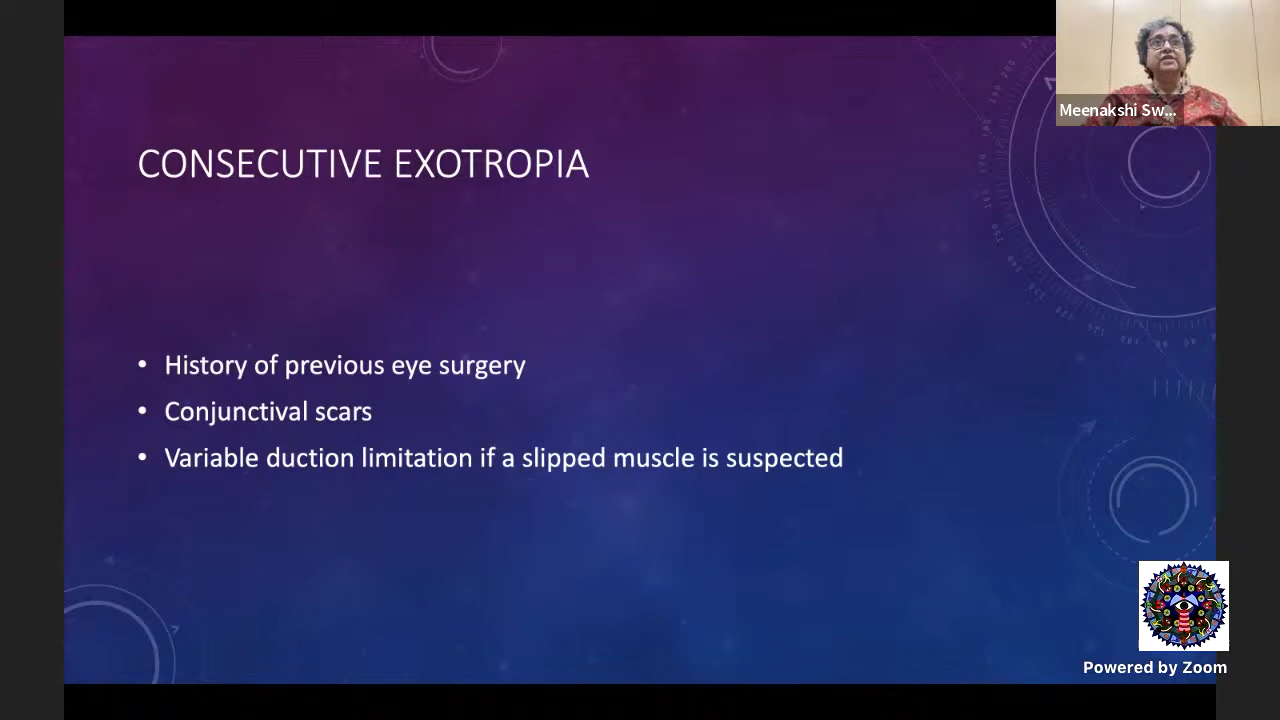 Meenakshi Sw...
CONSECUTIVE EXOTROPIA
• History of previous eye surgery
• Conjunctival scars
• Variable duction limitation if a slipped muscle is suspected
Powered by Zoom